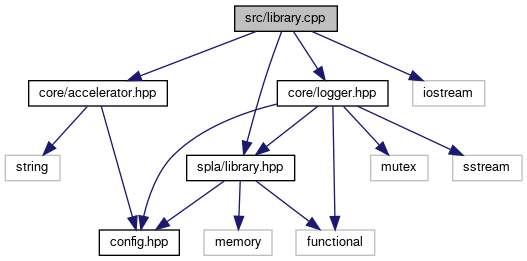 src/library.cpp
core/accelerator.hpp
core/logger.hpp
iostream
string
spla/library.hpp
mutex
sstream
config.hpp
memory
functional